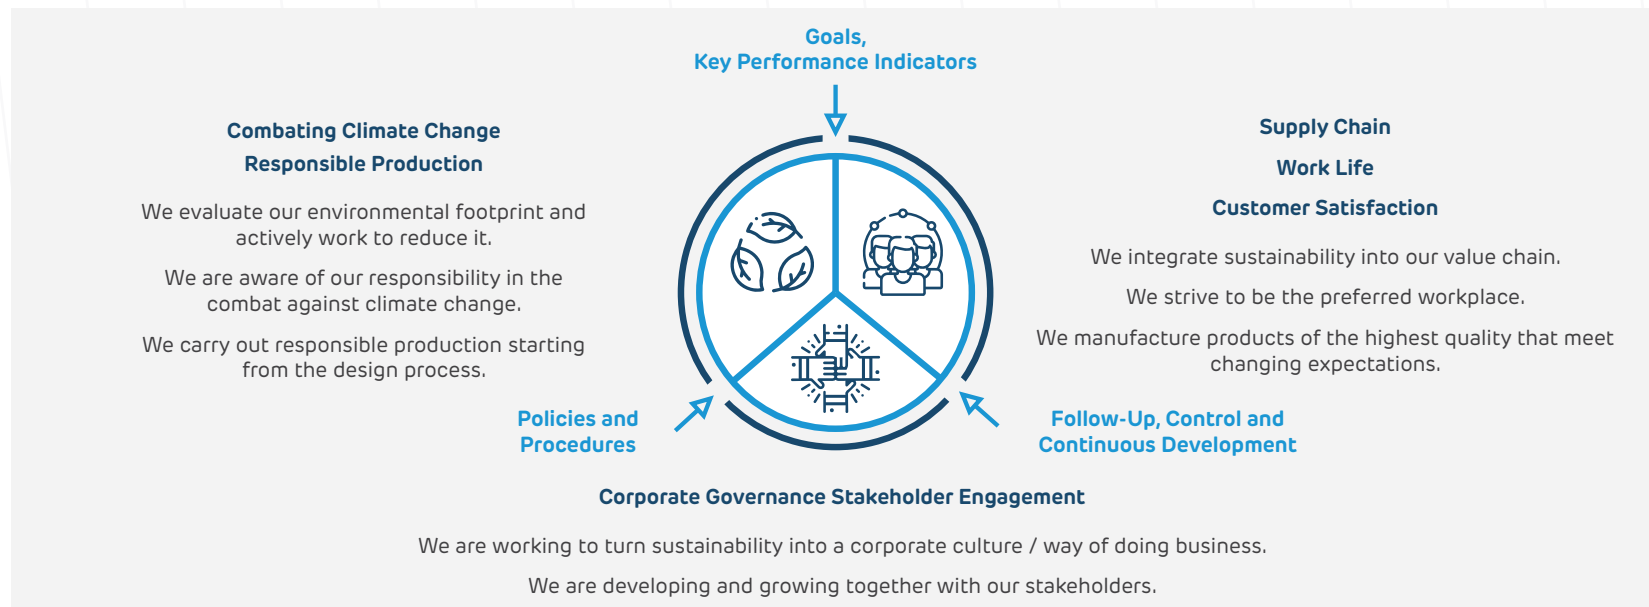 Goals,
Key Performance Indicators
Combating Climate Change
Responsible Production
We evaluate our environmental footprint and
actively work to reduce it.
We are aware of our responsibility in the
combat against climate change.
We carry out responsible production starting
from the design process.
Supply Chain
Work Life
Customer Satisfaction
We integrate sustainability into our value chain.
We strive to be the preferred workplace.
We manufacture products of the highest quality that meet
changing expectations.
Policies and
Procedures
Follow-Up, Control and
Continuous Development
Corporate Governance Stakeholder Engagement
We are working to turn sustainability into a corporate culture / way of doing business.
We are developing and growing together with our stakeholders.